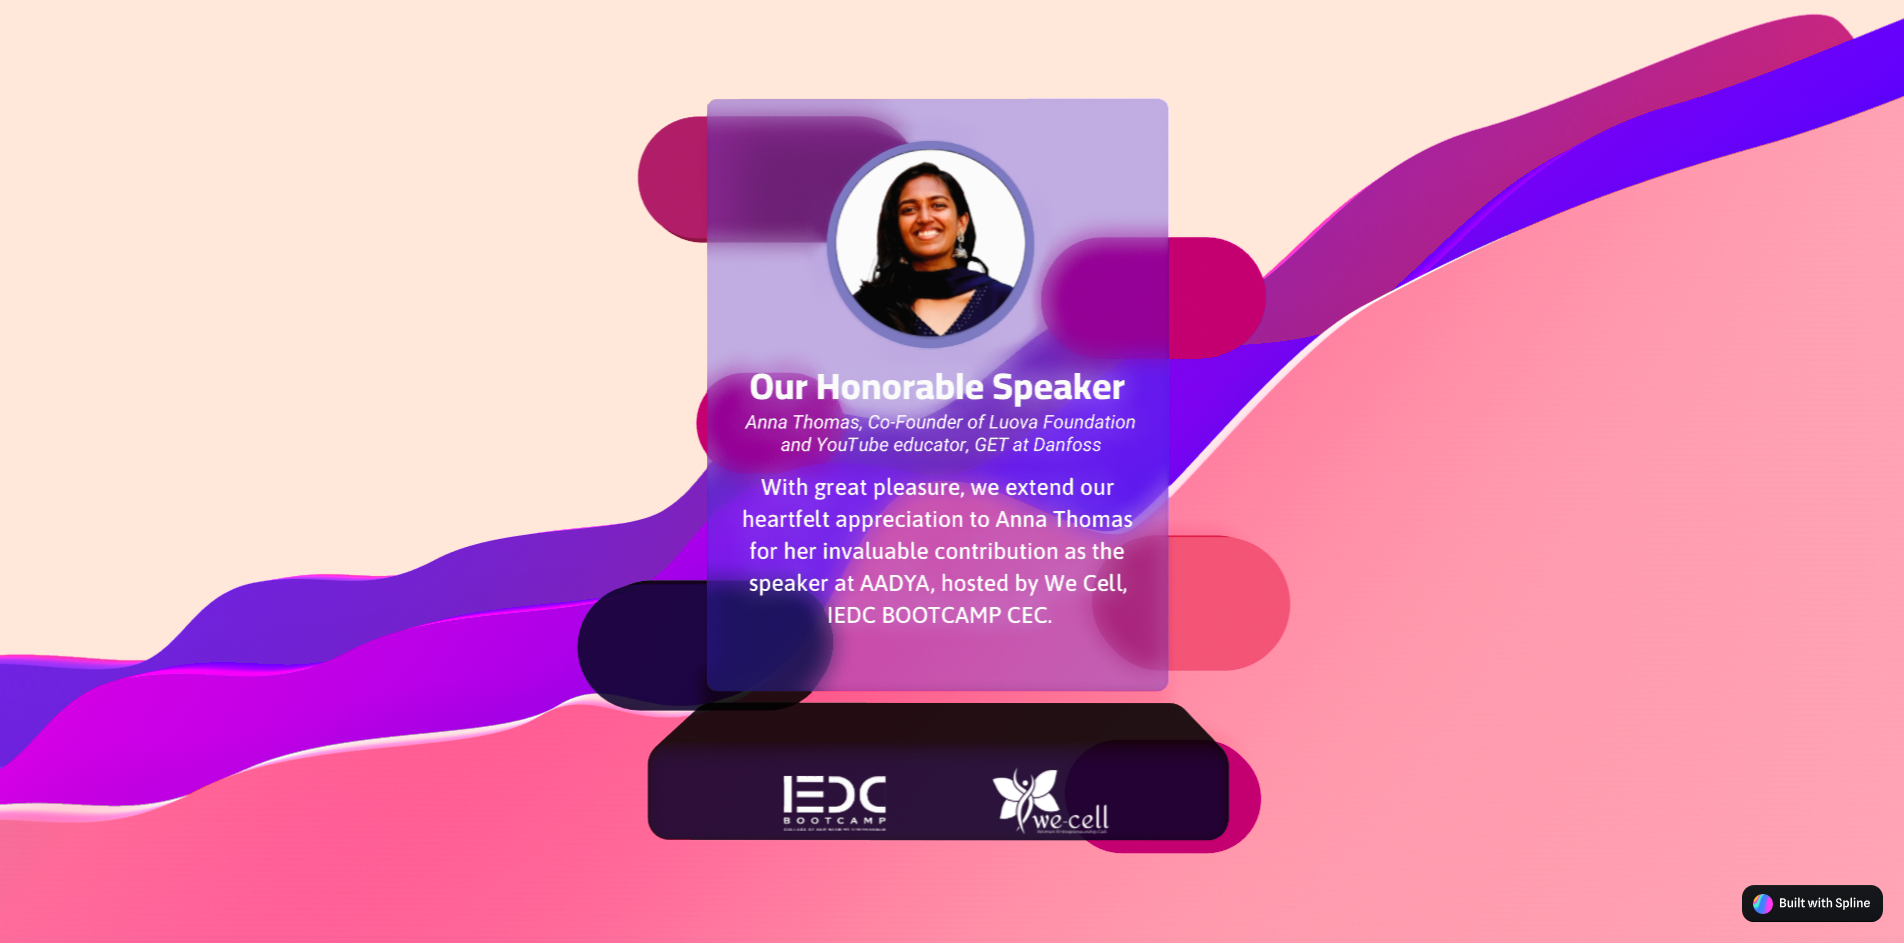 Our Honorable Speaker
Anna Thomas, Co-Founder of Luova Foundation
and YouTube educator, GET at Danfoss
With great pleasure, we extend our
heartfelt appreciation to Anna Thomas
for her invaluable contribution as the
speaker at AADYA, hosted by We Cell,
IEDC BOOTCAMP CEC.
IEDC
BOOTCAMP
we-cell
Built with Spline